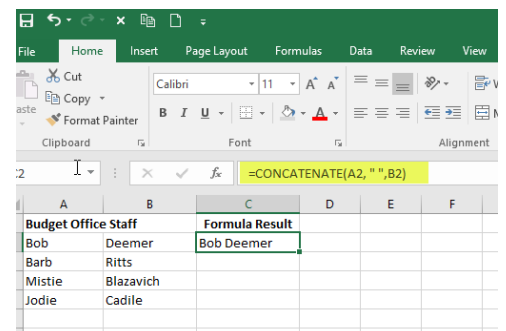 File Home Insert Page Layout Formulas Data Review View
Cut
Copy
Format Painter
Clipboard
Calibri 11 A A
B I U A
Font
Alignment
fx =CONCATENATE(A2, " ",B2)
A B C D E F
Budget Office Staff Formula Result
Bob Deemer Bob Deemer
Barb Ritts
Mistie Blazavich
Jodie Cadile